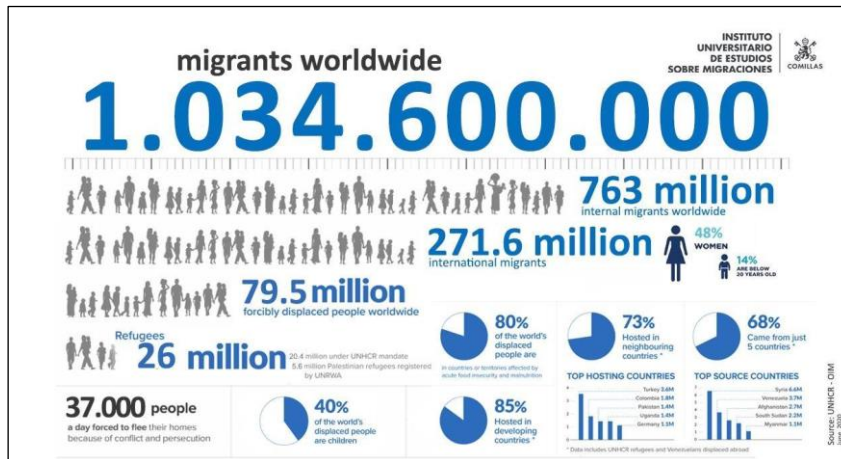 INSTITUTO
UNIVERSITARIO
DE ESTUDIOS
SOBRE MIGRACIONES
COMILLAS
migrants worldwide
1.034.600.000
763 million
internal migrants worldwide
271.6 million
international migrants
48%
WOMEN
14%
ARE BELOW
20 YEARS OLD
79.5 million
forcibly displaced people worldwide
Refugees
26 million
20.4 million under UNHCR mandate
5.6 million Palestinian refugees registered
by UNRWA
80%
of the world's
displaced
people are
in countries or territories affected by
acute food insecurity and malnutrition
73%
Hosted in
neighbouring
countries *
68%
Came from just
5 countries *
37.000 people
a day forced to flee their homes
because of conflict and persecution
40%
of the world's
displaced
people are children
85%
Hosted in
developing
countries *
TOP HOSTING COUNTRIES
Turkey 3.6M
Colombia 1.8M
Pakistan 1.4M
Uganda 1.4M
Germany 1.1M
TOP SOURCE COUNTRIES
Syria 6.6M
Venezuela 3.7M
Afghanistan 2.7M
South Sudan 2.2M
Myanmar 1.1M
* Data includes UNHCR refugees and Venezuelans displaced abroad
Source: UNHCR - OIM